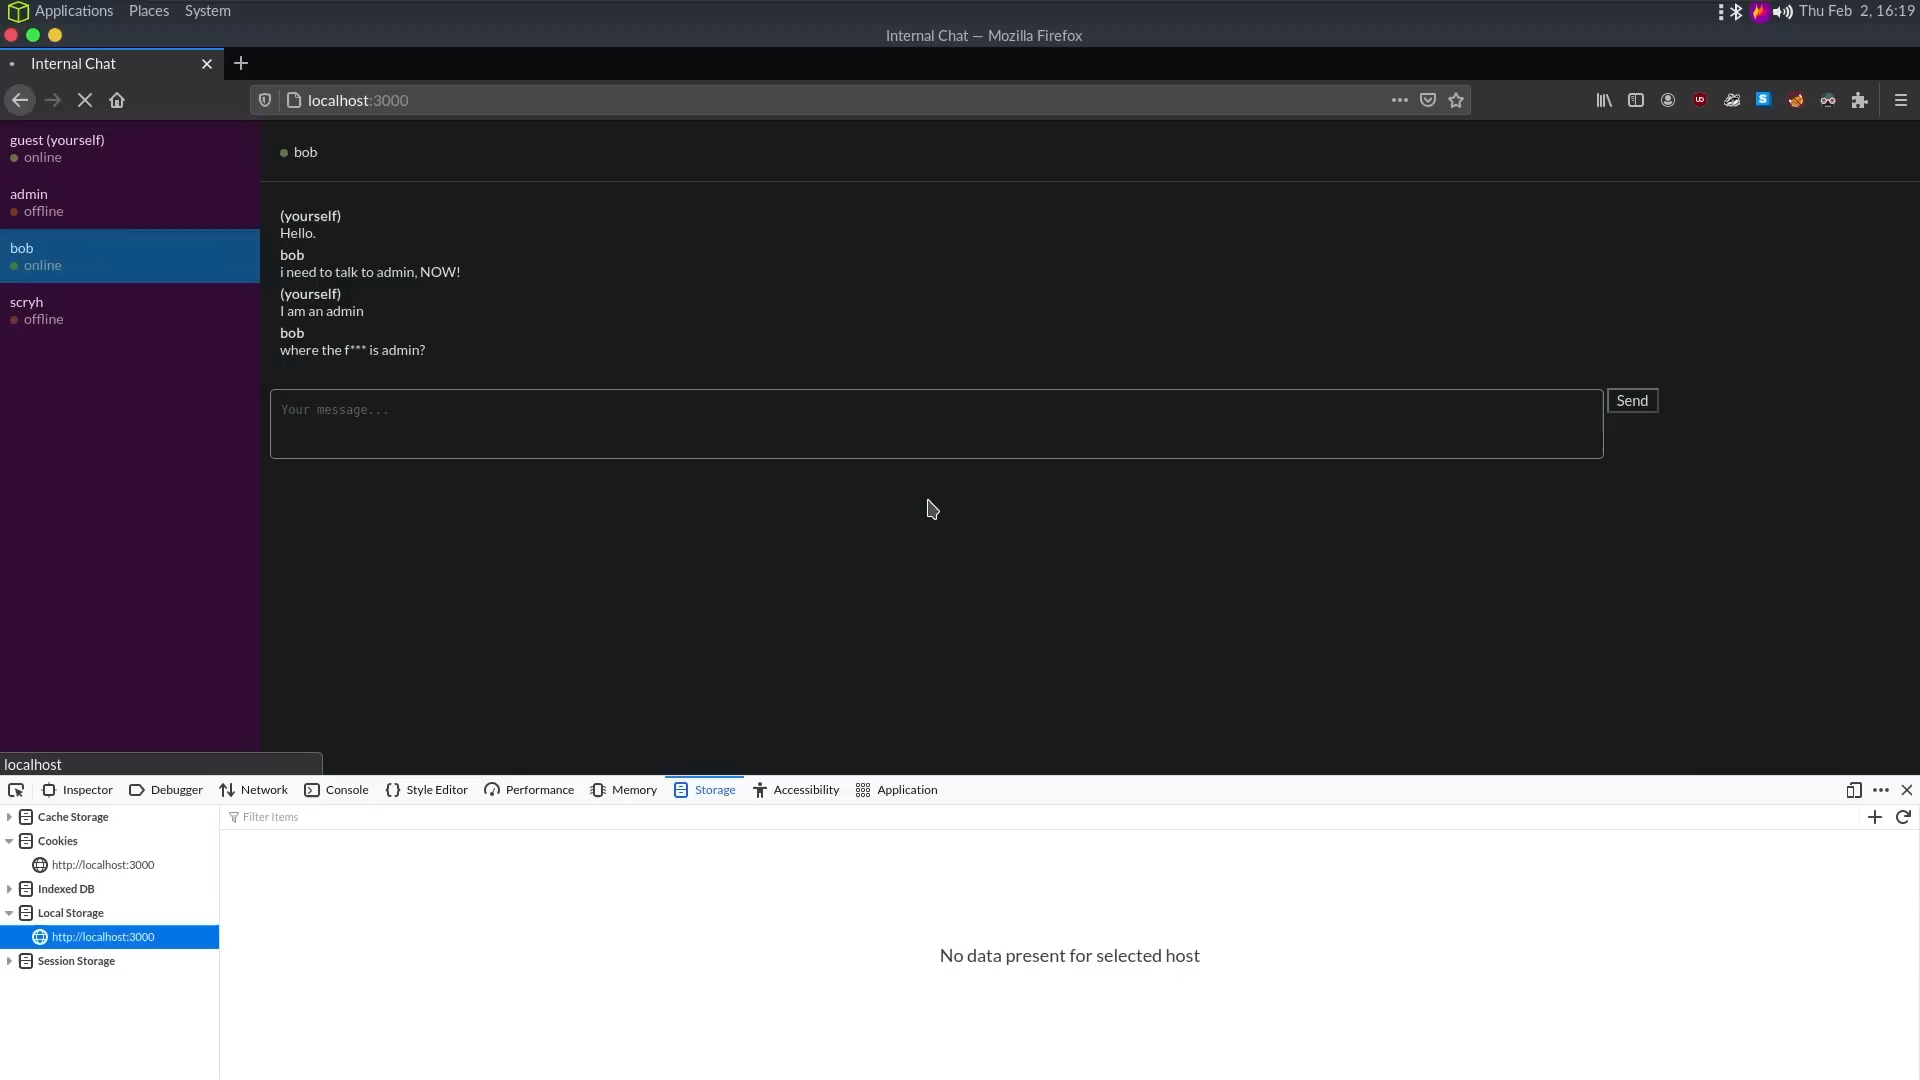 Applications Places System Thu Feb 2, 16:19
Internal Chat — Mozilla Firefox
Internal Chat
localhost:3000
guest (yourself)
online
admin
offline
bob
online
scryh
offline
bob
(yourself)
Hello.
bob
i need to talk to admin, NOW!
(yourself)
I am an admin
bob
where the f*** is admin?
Your message...
Send
localhost
Inspector Debugger Network Console Style Editor Performance Memory Storage Accessibility Application
Cache Storage
Cookies
http://localhost:3000
Indexed DB
Local Storage
http://localhost:3000
Session Storage
Filter Items
No data present for selected host